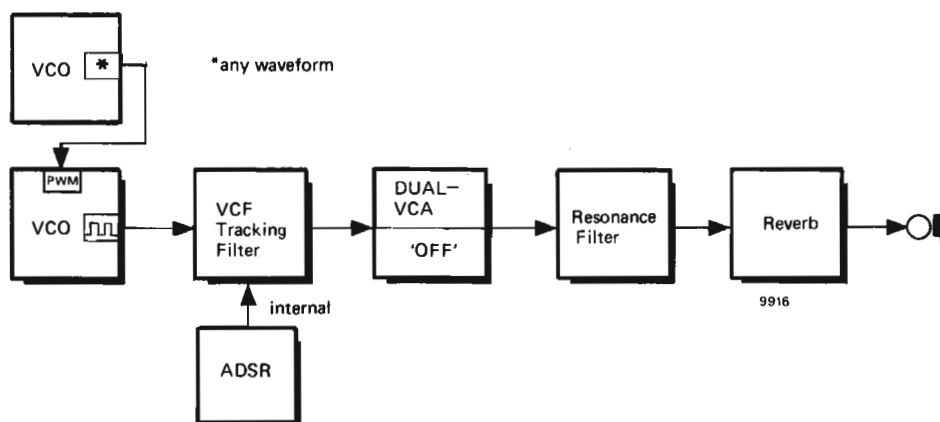 VCO
*
*any waveform
PWM
VCO
VCF
Tracking
Filter
DUAL–
VCA
'OFF'
Resonance
Filter
Reverb
9916
internal
ADSR